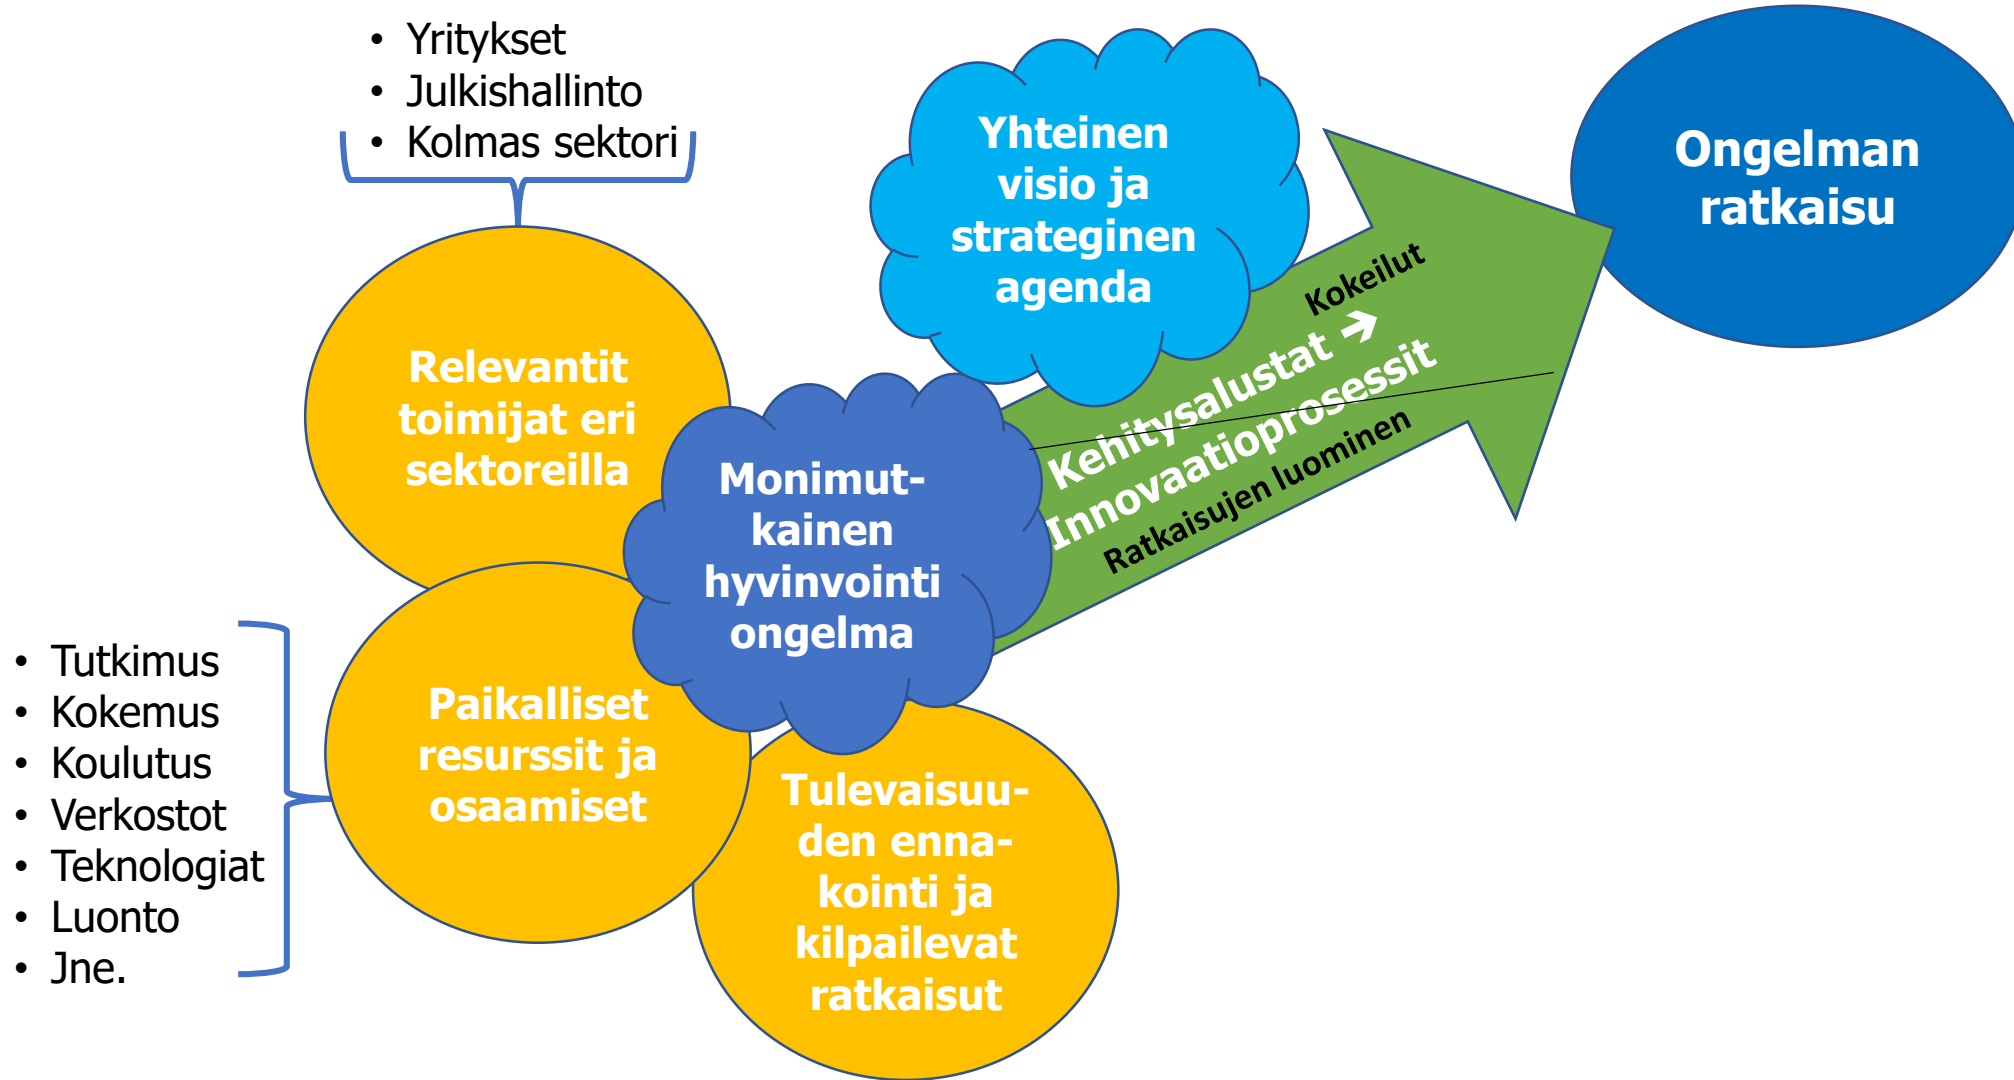 • Yritykset
• Julkishallinto
• Kolmas sektori
Yhteinen
visio ja
strateginen
agenda
Ongelman
ratkaisu
Relevantit
toimijat eri
sektoreilla
Kokeilut
Kehitysalustat →
Innovaatioprosessit
Ratkaisujen luominen
Monimut-
kainen
hyvinvointi
ongelma
• Tutkimus
• Kokemus
• Koulutus
• Verkostot
• Teknologiat
• Luonto
• Jne.
Paikalliset
resurssit ja
osaamiset
Tulevaisuu-
den enna-
kointi ja
kilpailevat
ratkaisut